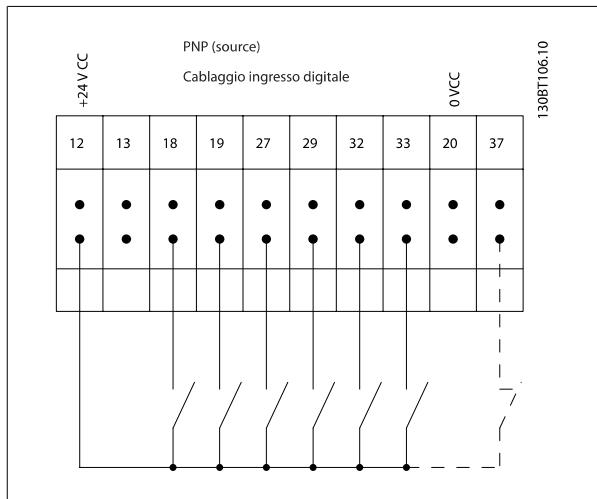 PNP (source)
Cablaggio ingresso digitale
+24 V CC
0 VCC
130BT106.10
12 13 18 19 27 29 32 33 20 37